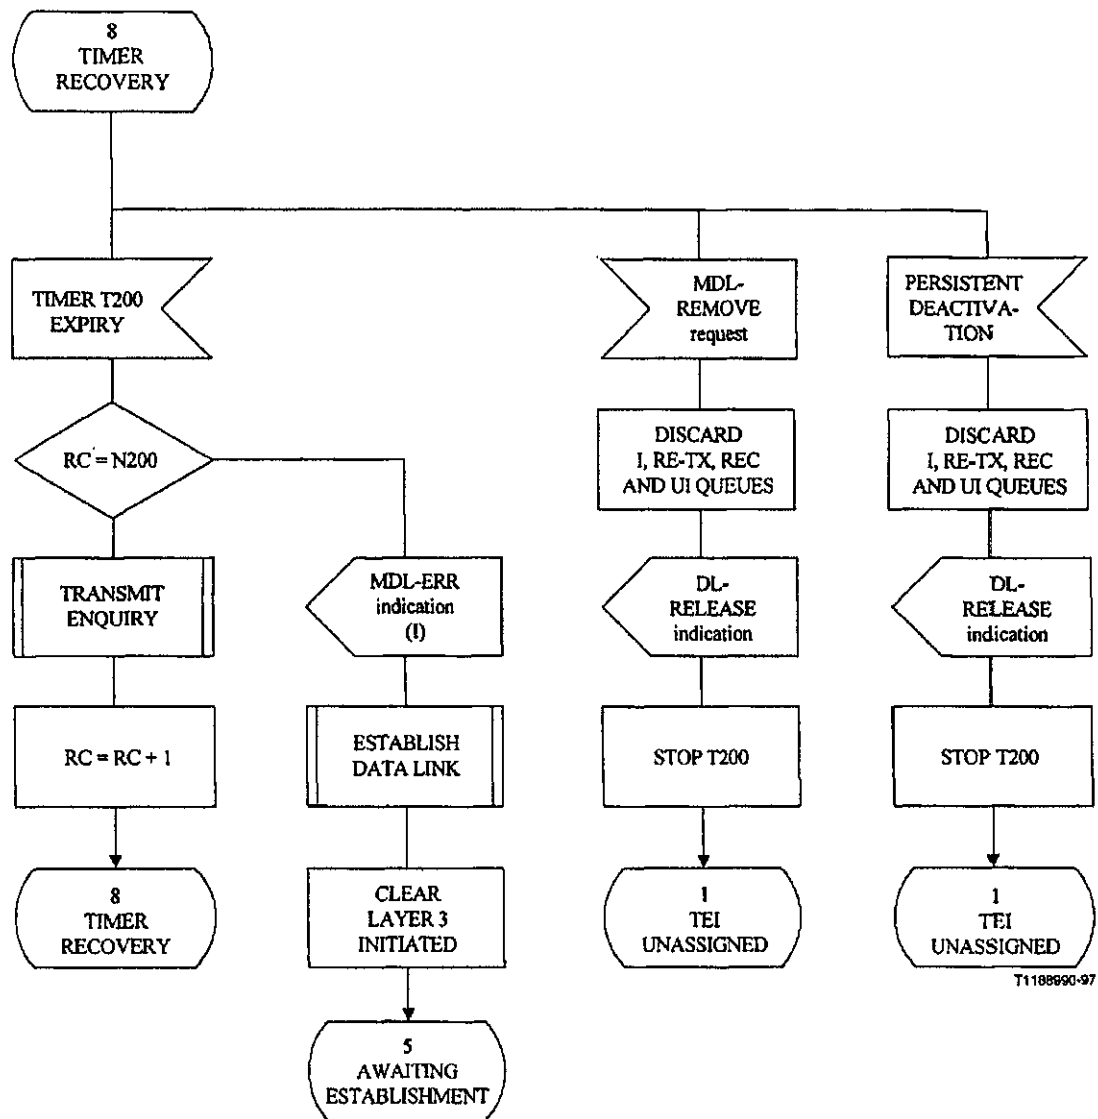 8
TIMER
RECOVERY
TIMER T200
EXPIRY
MDL-
REMOVE
request
PERSISTENT
DEACTIVA-
TION
RC = N200
DISCARD
I, RE-TX, REC
AND UI QUEUES
DISCARD
I, RE-TX, REC
AND UI QUEUES
TRANSMIT
ENQUIRY
MDL-ERR
indication
(I)
DL-
RELEASE
indication
DL-
RELEASE
indication
RC = RC + 1
ESTABLISH
DATA LINK
STOP T200
STOP T200
8
TIMER
RECOVERY
CLEAR
LAYER 3
INITIATED
1
TEI
UNASSIGNED
1
TEI
UNASSIGNED
T1188990-97
5
AWAITING
ESTABLISHMENT